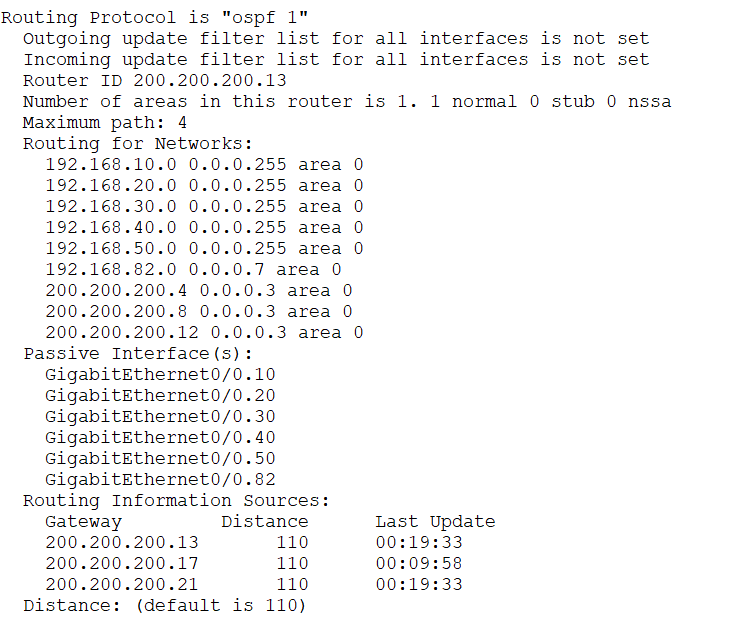 Routing Protocol is "ospf 1"
  Outgoing update filter list for all interfaces is not set
  Incoming update filter list for all interfaces is not set
  Router ID 200.200.200.13
  Number of areas in this router is 1. 1 normal 0 stub 0 nssa
  Maximum path: 4
  Routing for Networks:
    192.168.10.0 0.0.0.255 area 0
    192.168.20.0 0.0.0.255 area 0
    192.168.30.0 0.0.0.255 area 0
    192.168.40.0 0.0.0.255 area 0
    192.168.50.0 0.0.0.255 area 0
    192.168.82.0 0.0.0.7 area 0
    200.200.200.4 0.0.0.3 area 0
    200.200.200.8 0.0.0.3 area 0
    200.200.200.12 0.0.0.3 area 0
  Passive Interface(s):
    GigabitEthernet0/0.10
    GigabitEthernet0/0.20
    GigabitEthernet0/0.30
    GigabitEthernet0/0.40
    GigabitEthernet0/0.50
    GigabitEthernet0/0.82
  Routing Information Sources:
    Gateway         Distance      Last Update
    200.200.200.13       110      00:19:33
    200.200.200.17       110      00:09:58
    200.200.200.21       110      00:19:33
  Distance: (default is 110)